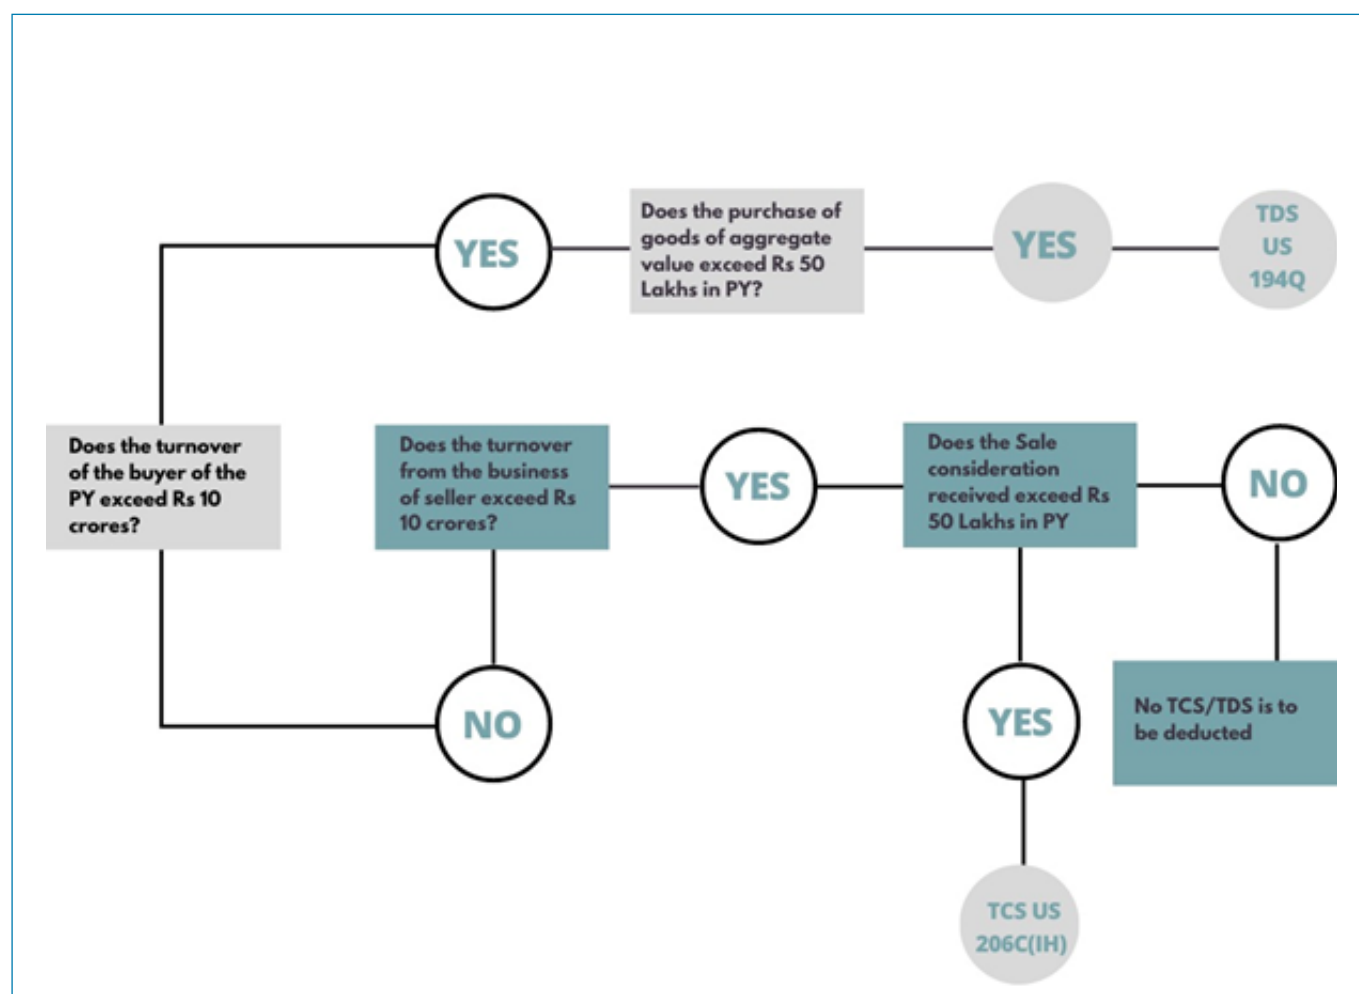 YES
Does the purchase of
goods of aggregate
value exceed Rs 50
Lakhs in PY?
YES
TDS
US
194Q
Does the turnover
of the buyer of the
PY exceed Rs 10
crores?
Does the turnover
from the business
of seller exceed Rs
10 crores?
YES
Does the Sale
consideration
received exceed Rs
50 Lakhs in PY
NO
NO
YES
No TCS/TDS is to
be deducted
TCS US
206C(IH)